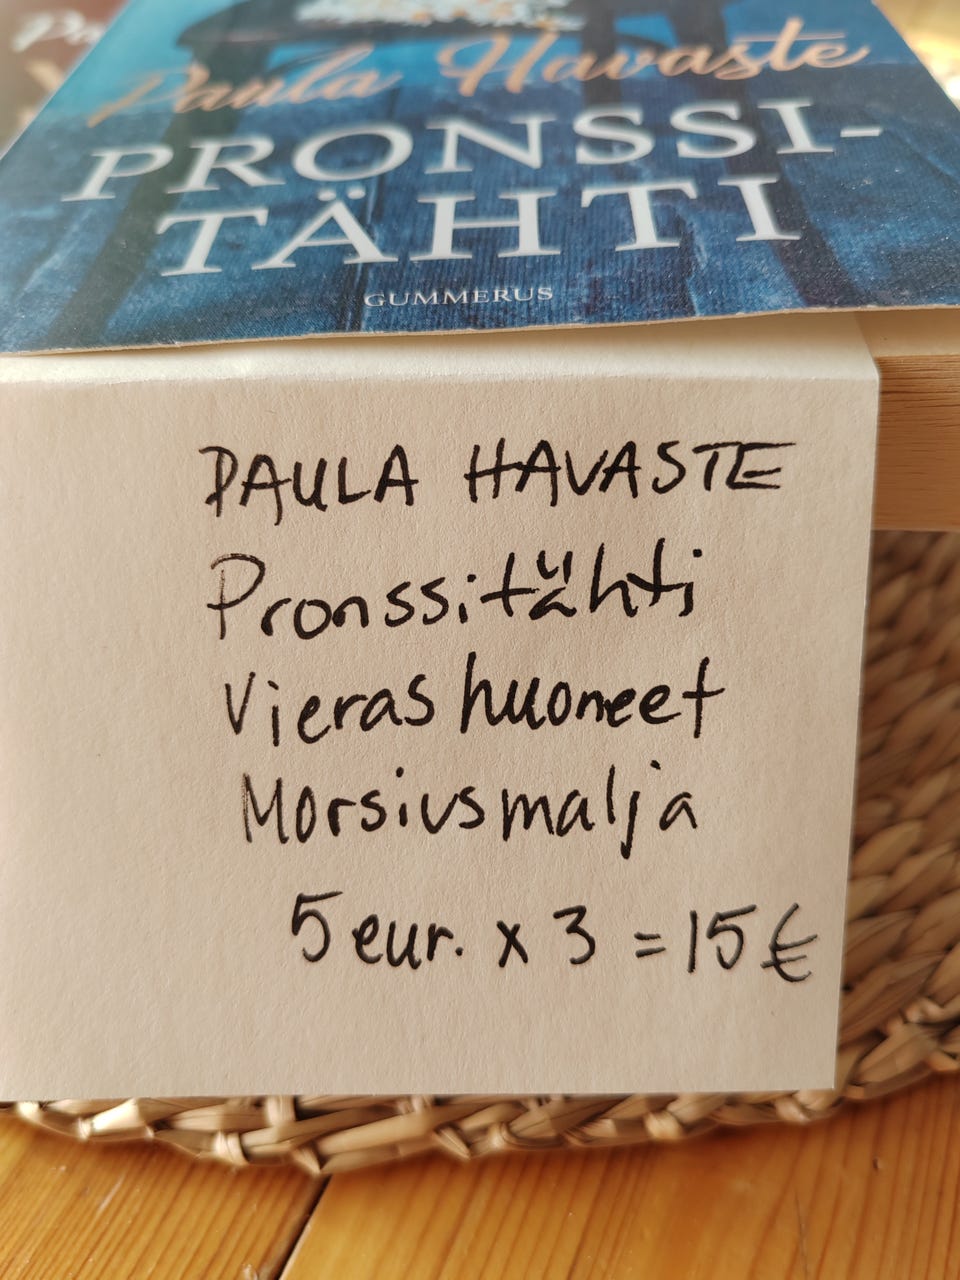 Paula Havaste
PRONSSI-
TÄHTI
GUMMERUS
PAULA HAVASTE
Pronssitähti
Vieras huoneet
Morsiusmalja
5 eur. x 3 = 15 €